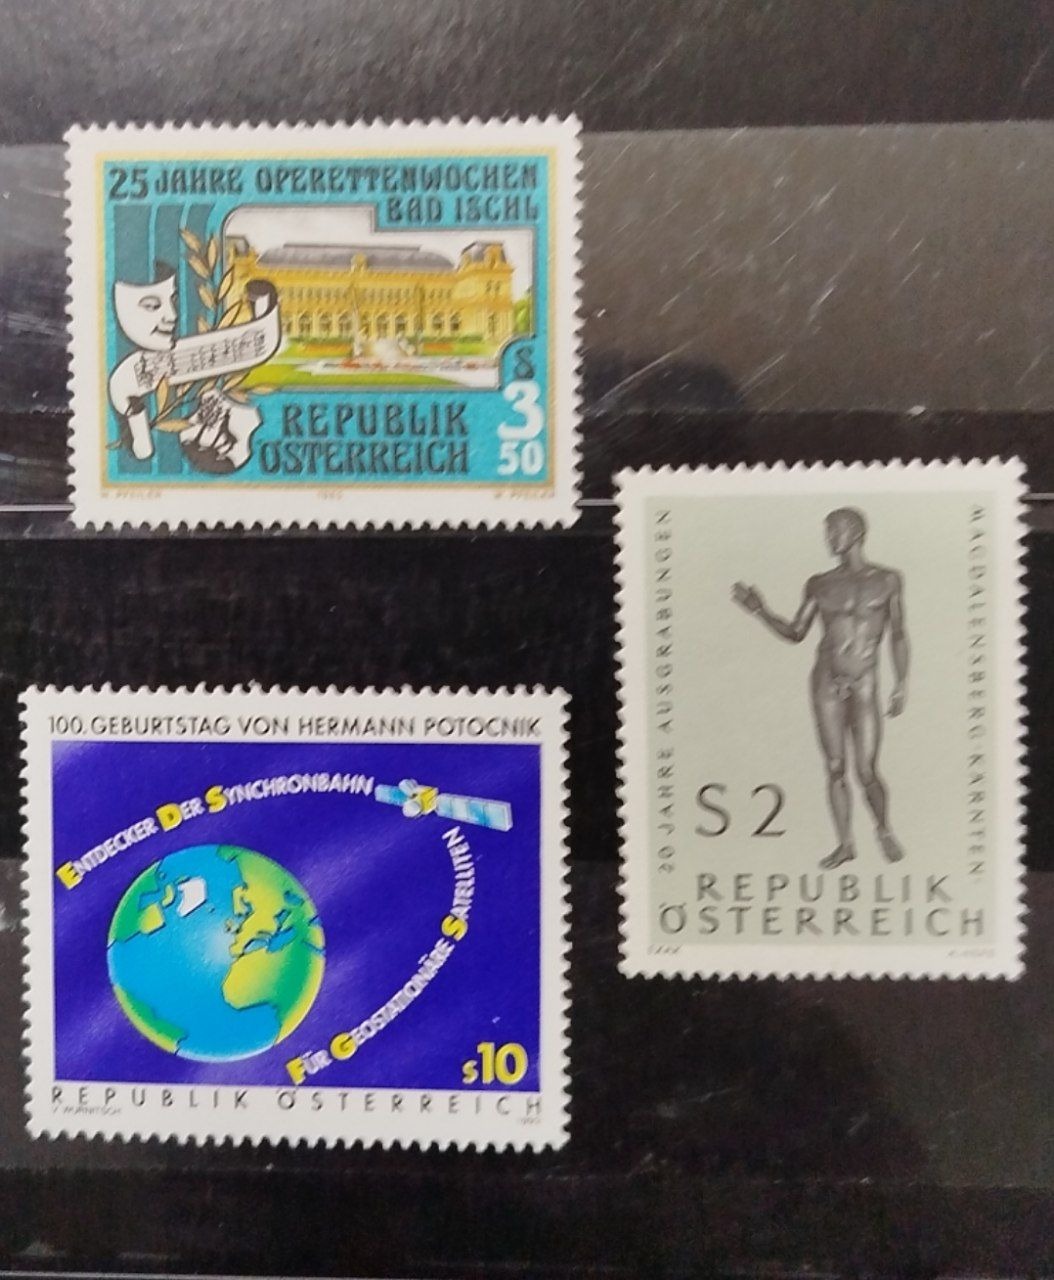 25 JAHRE OPERETTENWOCHEN
BAD ISCHL
S
3
50
REPUBLIK
ÖSTERREICH
20 JAHRE AUSGRABUNGEN
MAGDALENSBERG·KÄRNTEN·
S 2
REPUBLIK
ÖSTERREICH
100. GEBURTSTAG VON HERMANN POTOCNIK
ENTDECKER DER SYNCHRONBAHN
FÜR GEOSTATIONÄRE SATELLITEN
S10
REPUBLIK ÖSTERREICH